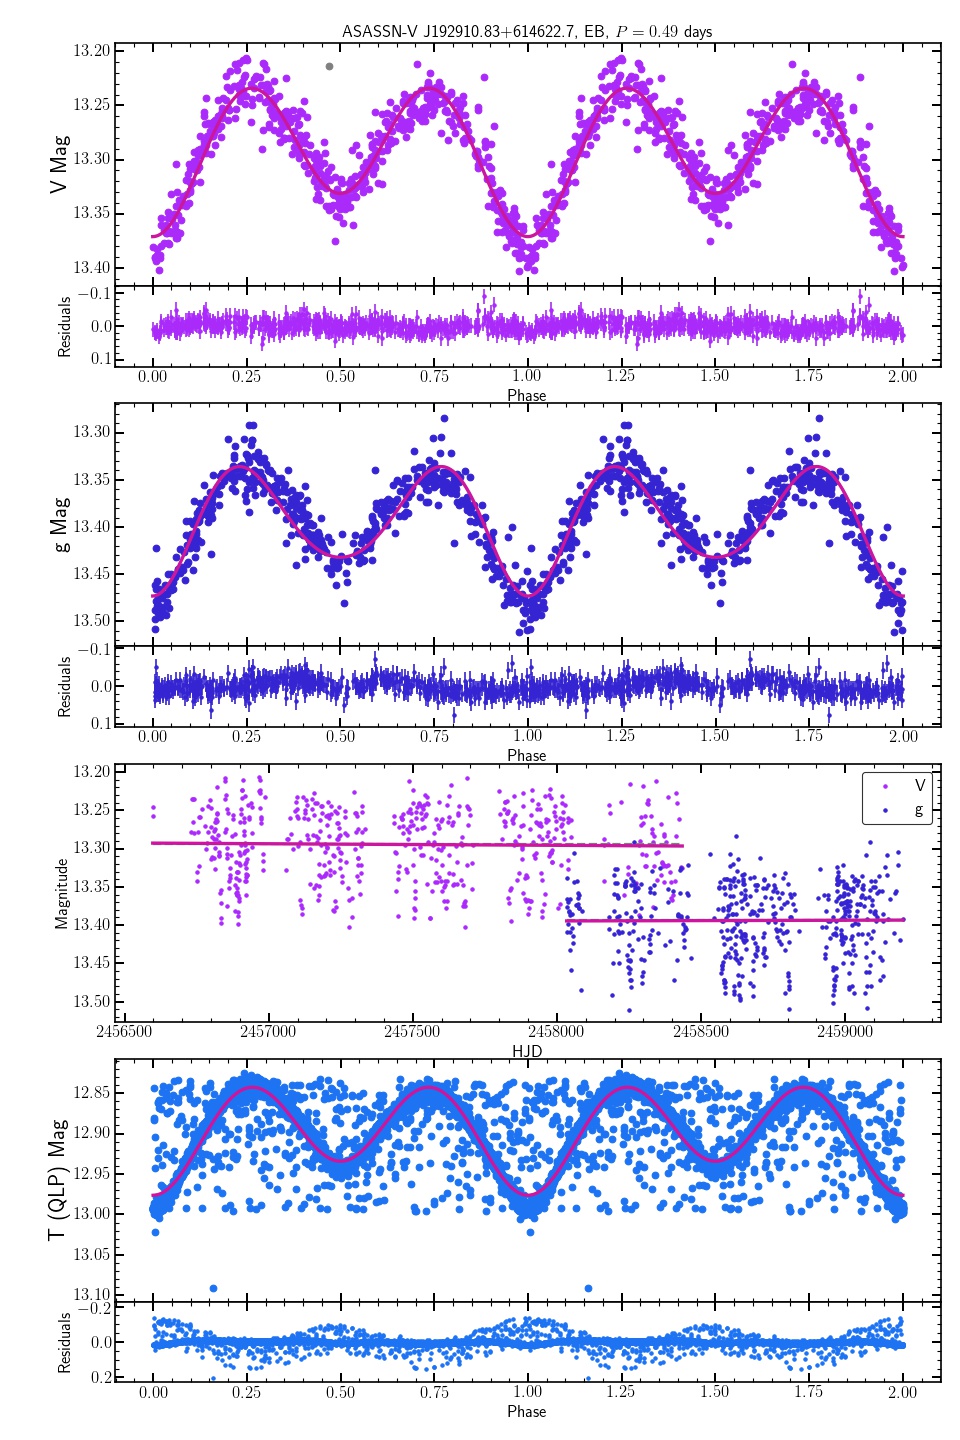 ASASSN-V J192910.83+614622.7, EB, P = 0.49 days
13.20
13.25
13.30
13.35
13.40
V Mag
−0.1
0.0
0.1
Residuals
0.00 0.25 0.50 0.75 1.00 1.25 1.50 1.75 2.00
Phase
13.30
13.35
13.40
13.45
13.50
g Mag
−0.1
0.0
0.1
Residuals
0.00 0.25 0.50 0.75 1.00 1.25 1.50 1.75 2.00
Phase
13.20
13.25
13.30
13.35
13.40
13.45
13.50
Magnitude
V
g
2456500 2457000 2457500 2458000 2458500 2459000
HJD
12.85
12.90
12.95
13.00
13.05
13.10
T (QLP) Mag
−0.2
0.0
0.2
Residuals
0.00 0.25 0.50 0.75 1.00 1.25 1.50 1.75 2.00
Phase